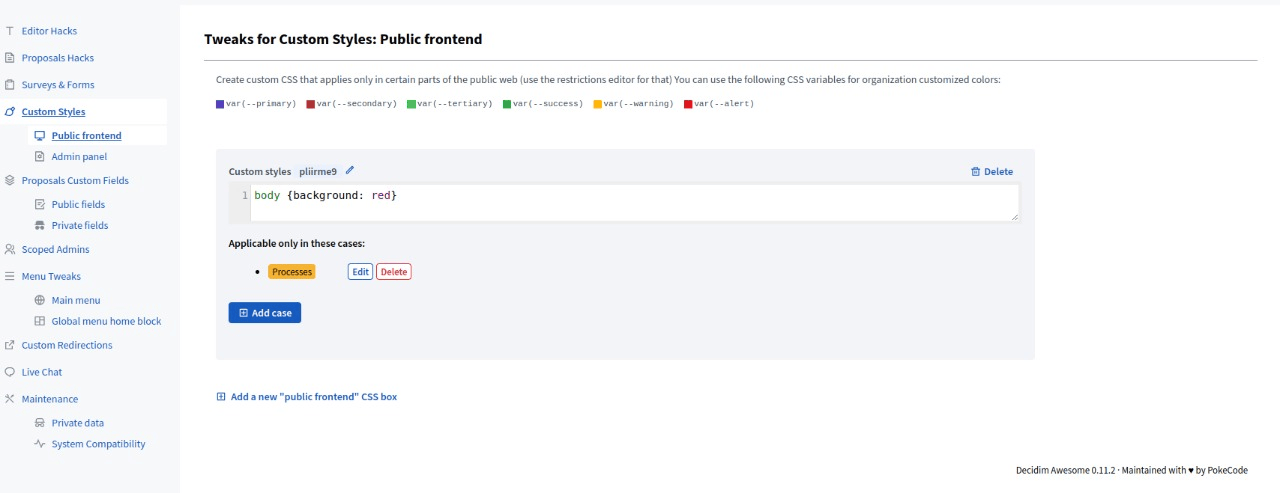 Editor Hacks
Proposals Hacks
Surveys & Forms
Custom Styles
Public frontend
Admin panel
Proposals Custom Fields
Public fields
Private fields
Scoped Admins
Menu Tweaks
Main menu
Global menu home block
Custom Redirections
Live Chat
Maintenance
Private data
System Compatibility
Tweaks for Custom Styles: Public frontend
Create custom CSS that applies only in certain parts of the public web (use the restrictions editor for that) You can use the following CSS variables for organization customized colors:
var(--primary) var(--secondary) var(--tertiary) var(--success) var(--warning) var(--alert)
Custom styles pliirme9 Delete
1 body {background: red}
Applicable only in these cases:
Processes Edit Delete
Add case
Add a new "public frontend" CSS box
Decidim Awesome 0.11.2 · Maintained with ♥ by PokeCode